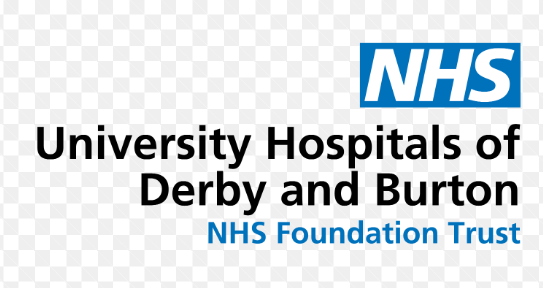 NHS
University Hospitals of
Derby and Burton
NHS Foundation Trust